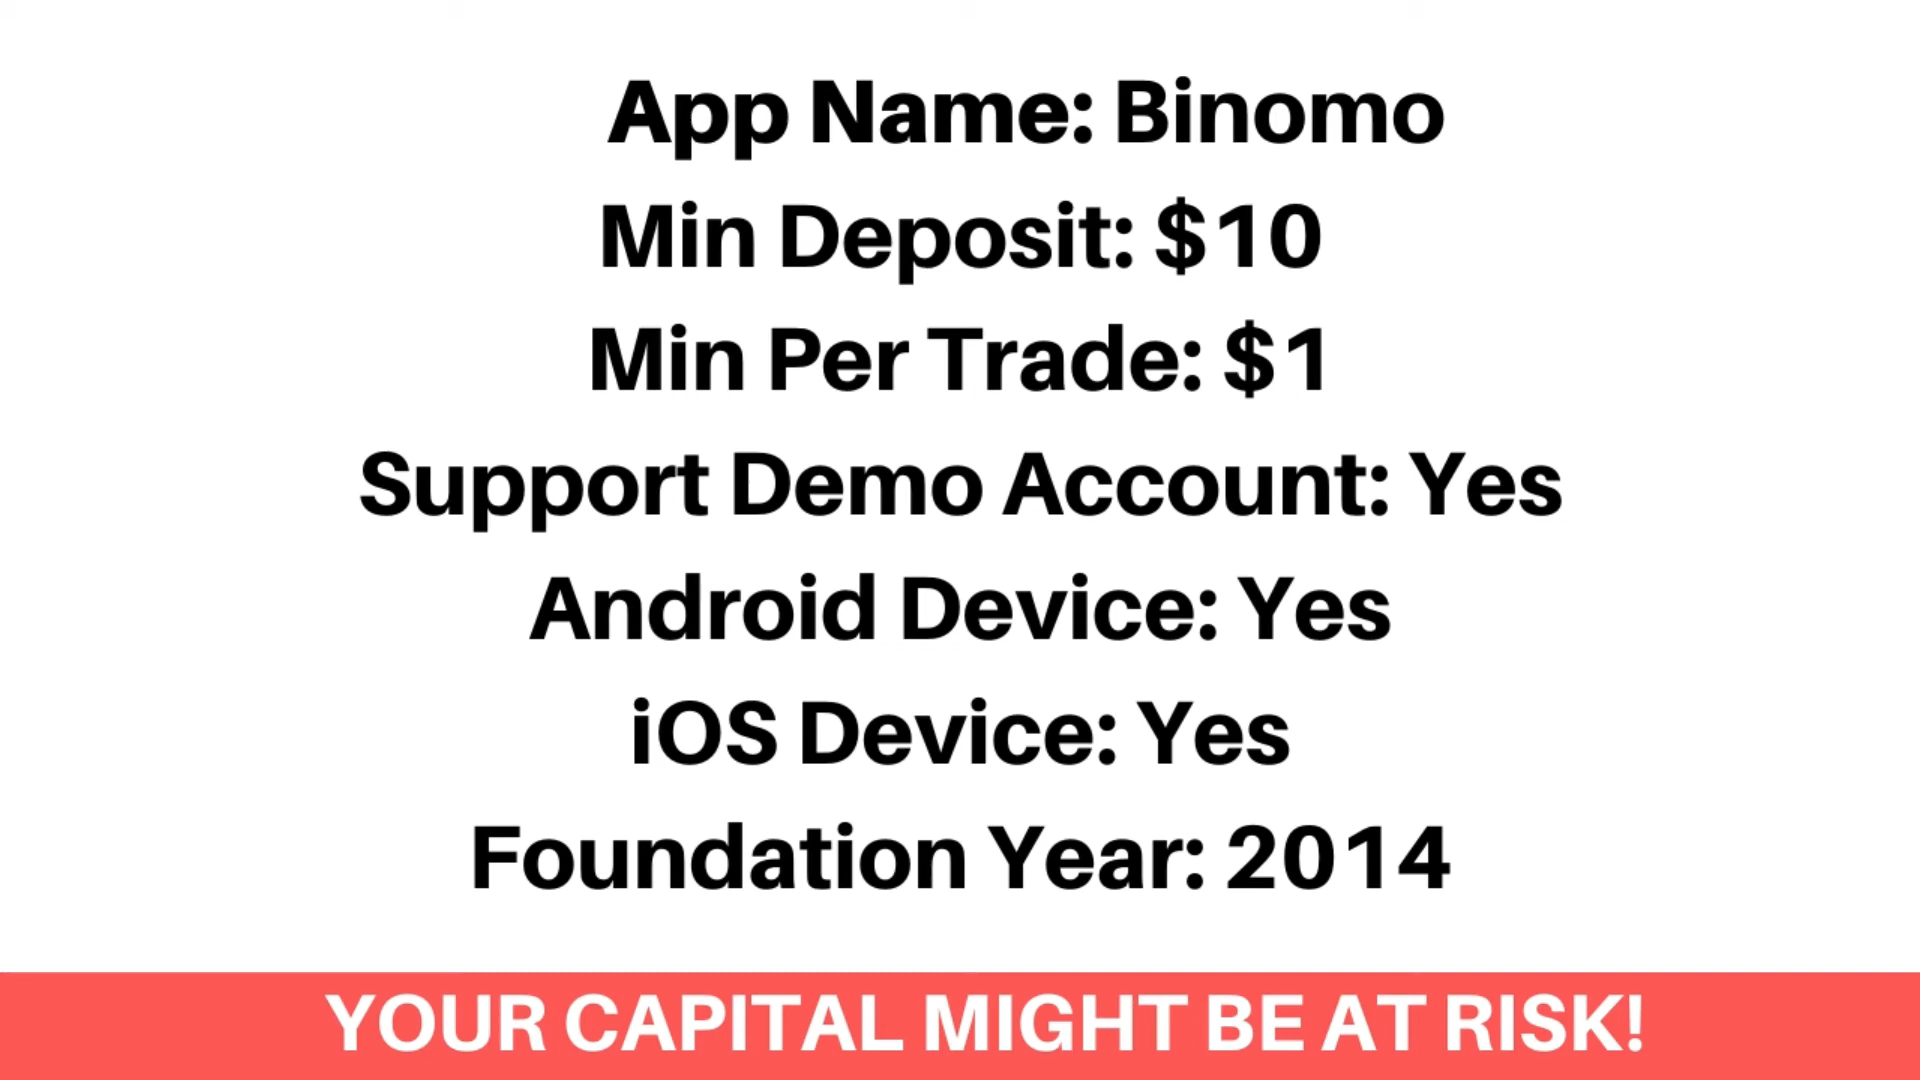 App Name: Binomo
Min Deposit: $10
Min Per Trade: $1
Support Demo Account: Yes
Android Device: Yes
iOS Device: Yes
Foundation Year: 2014
YOUR CAPITAL MIGHT BE AT RISK!